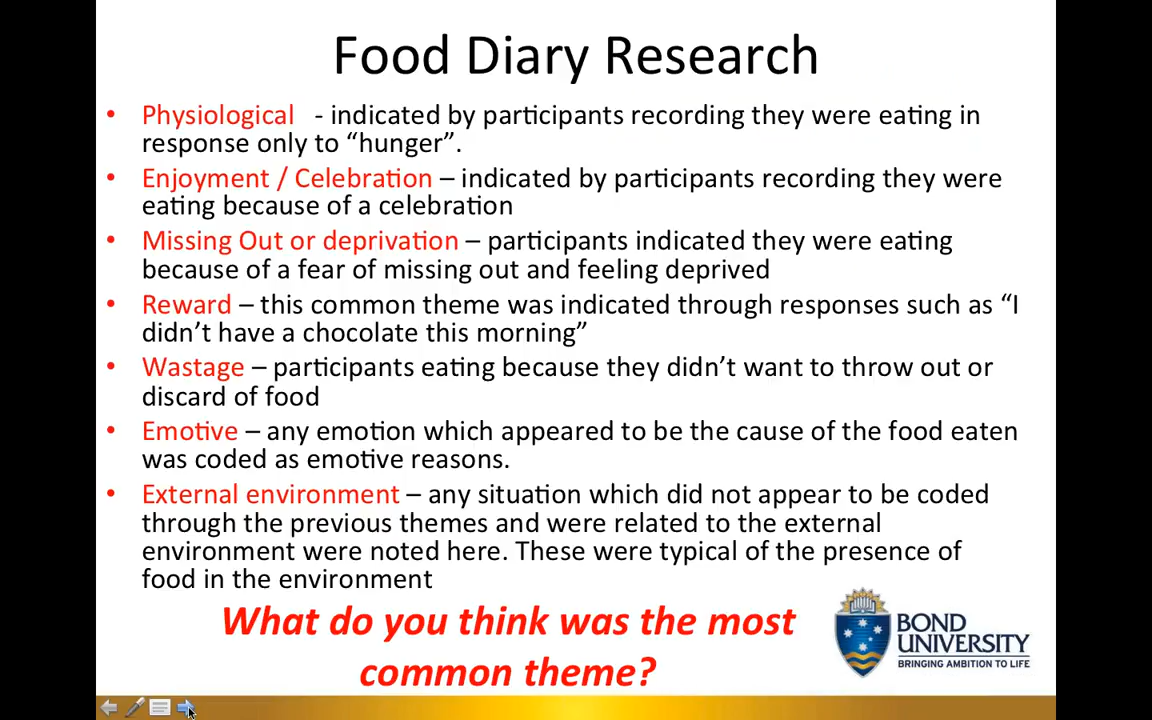 Food Diary Research
• Physiological - indicated by participants recording they were eating in
response only to “hunger”.
• Enjoyment / Celebration – indicated by participants recording they were
eating because of a celebration
• Missing Out or deprivation – participants indicated they were eating
because of a fear of missing out and feeling deprived
• Reward – this common theme was indicated through responses such as “I
didn’t have a chocolate this morning”
• Wastage – participants eating because they didn’t want to throw out or
discard of food
• Emotive – any emotion which appeared to be the cause of the food eaten
was coded as emotive reasons.
• External environment – any situation which did not appear to be coded
through the previous themes and were related to the external
environment were noted here. These were typical of the presence of
food in the environment
What do you think was the most
common theme?
BOND
UNIVERSITY
BRINGING AMBITION TO LIFE